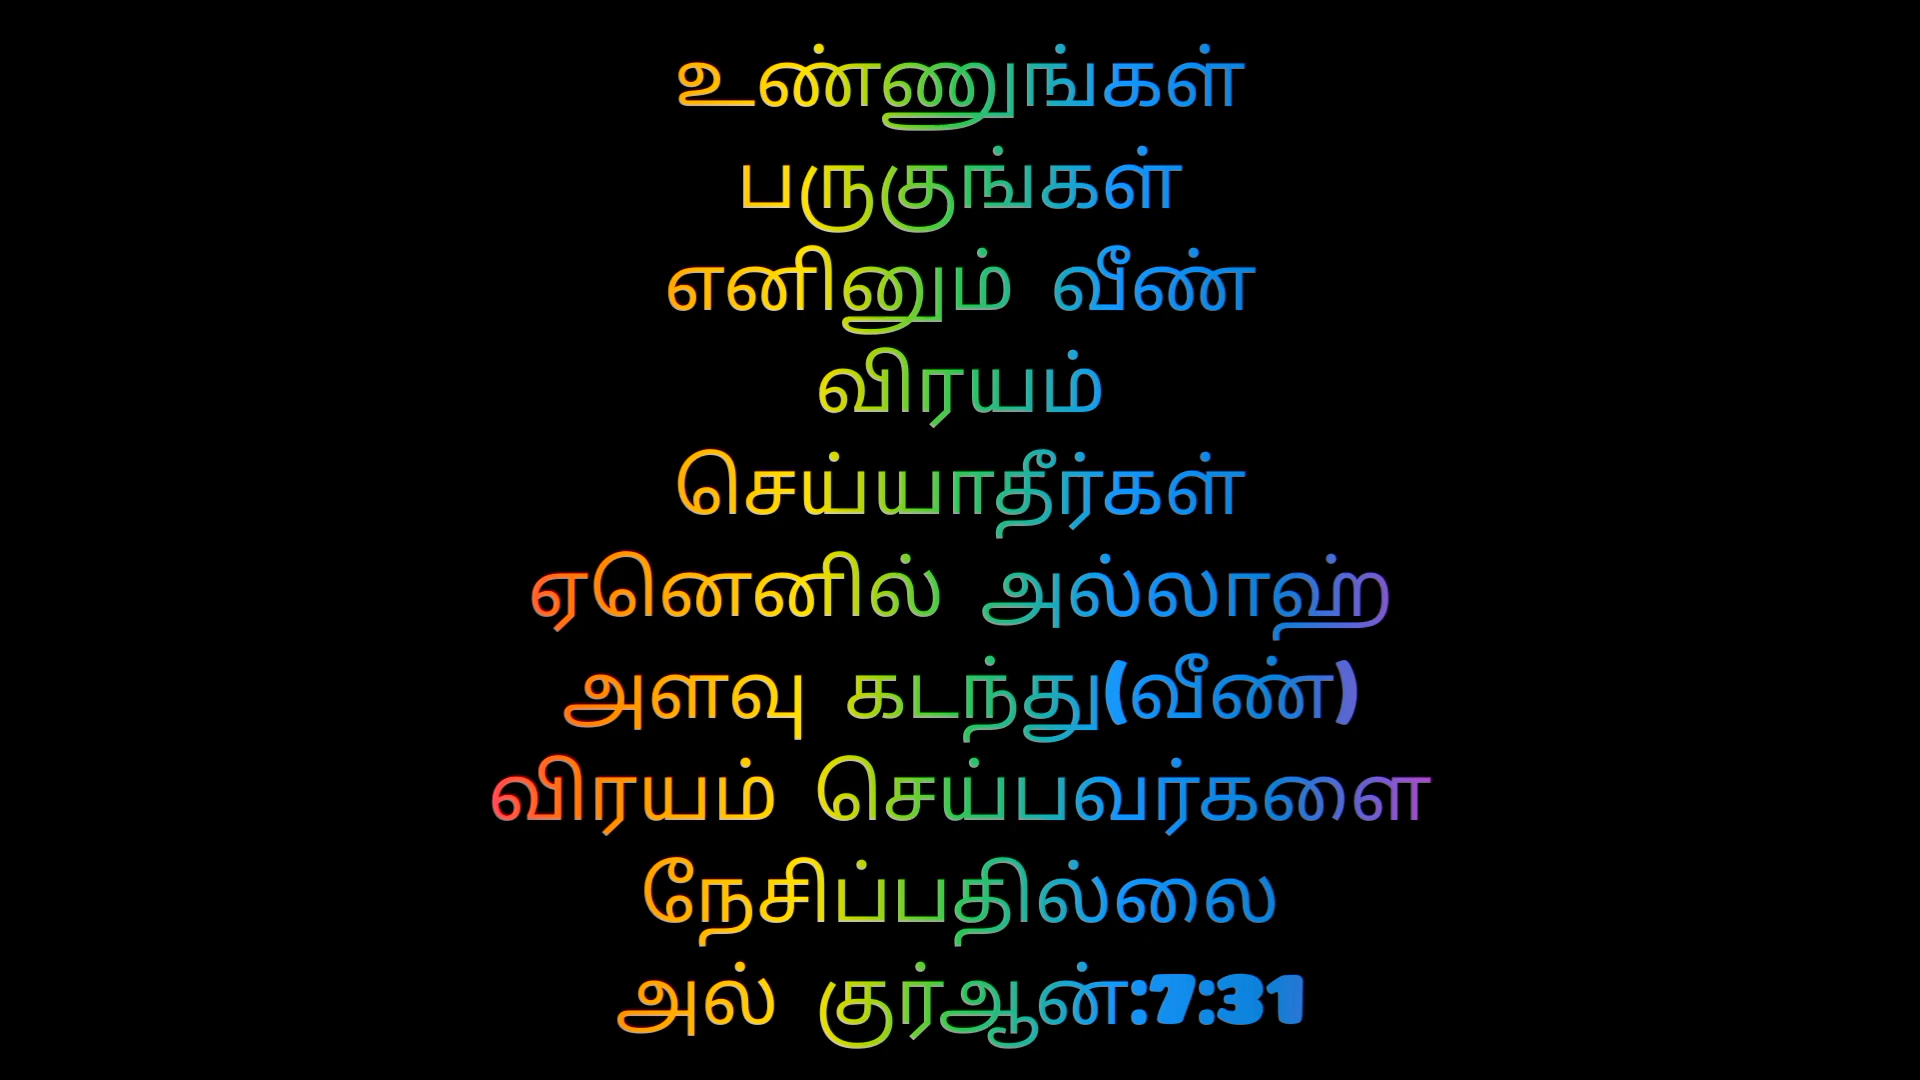 உண்ணுங்கள்
பருகுங்கள்
எனினும் வீண்
விரயம்
செய்யாதீர்கள்
ஏனெனில் அல்லாஹ
அளவு கடந்து(வீண்)
விரயம் செய்பவர்களை
நேசிப்பதில்லை
அல் குர்ஆன்:7:31